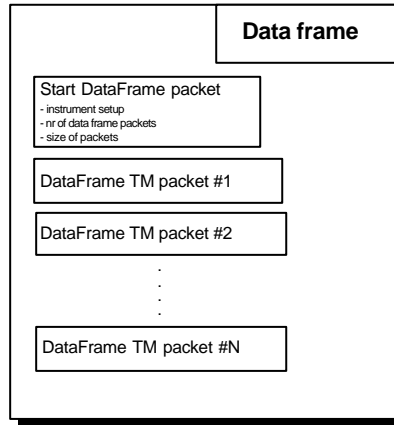 Data frame
Start DataFrame packet
- instrument setup
- nr of data frame packets
- size of packets
DataFrame TM packet #1
DataFrame TM packet #2
.
.
.
.
DataFrame TM packet #N